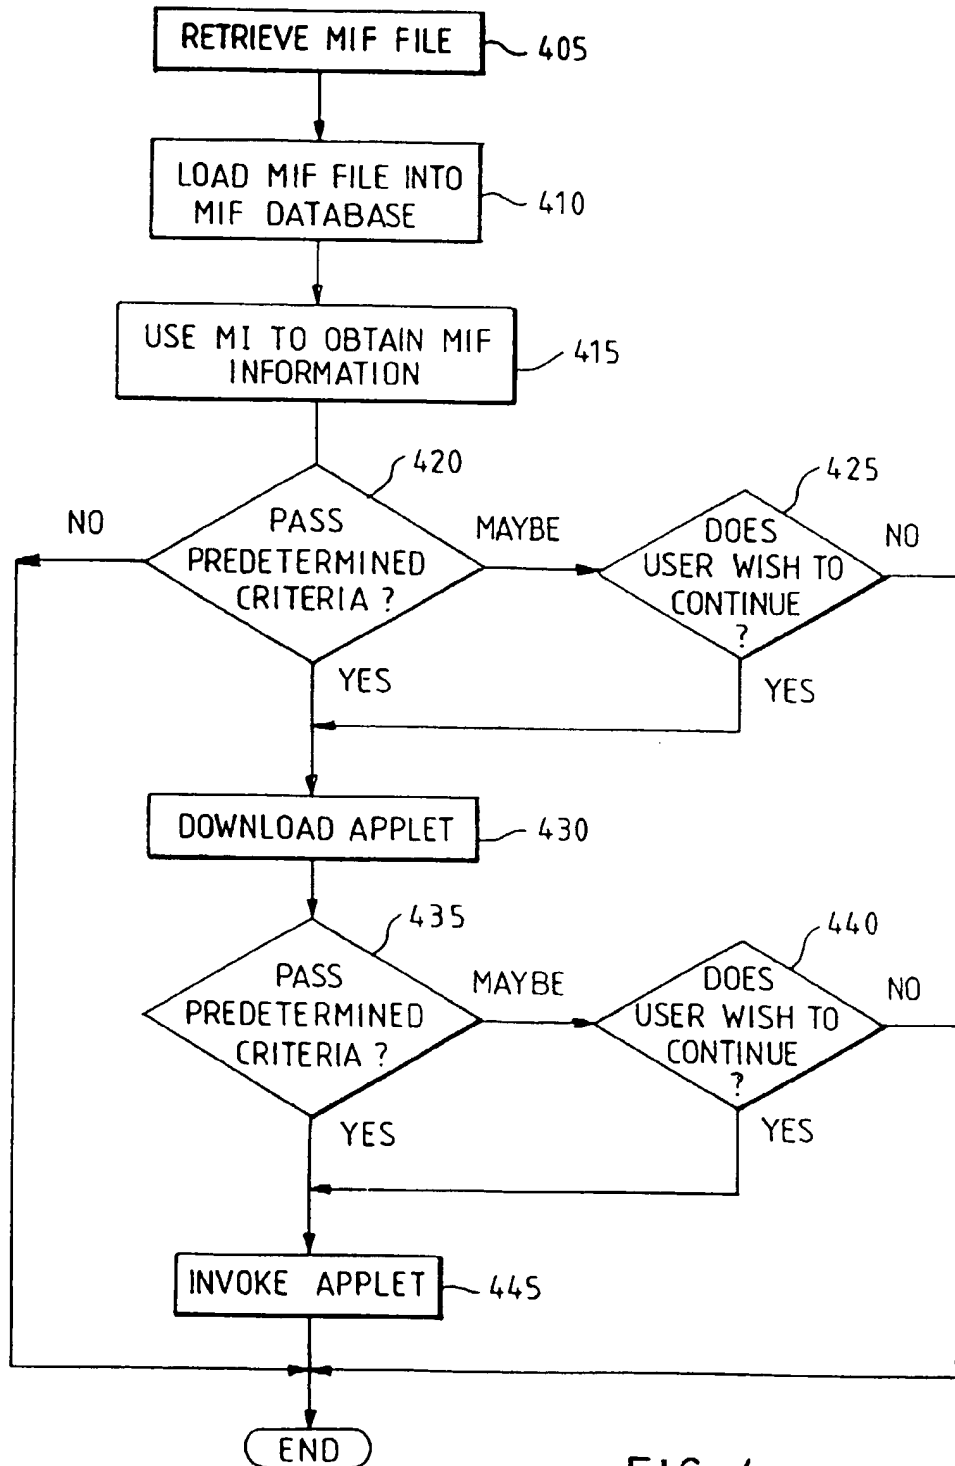 RETRIEVE MIF FILE
405
LOAD MIF FILE INTO
MIF DATABASE
410
USE MI TO OBTAIN MIF
INFORMATION
415
420
425
NO
PASS
PREDETERMINED
CRITERIA ?
MAYBE
DOES
USER WISH TO
CONTINUE
?
NO
YES
YES
DOWNLOAD APPLET
430
435
440
PASS
PREDETERMINED
CRITERIA ?
MAYBE
DOES
USER WISH TO
CONTINUE
?
NO
YES
YES
INVOKE APPLET
445
END